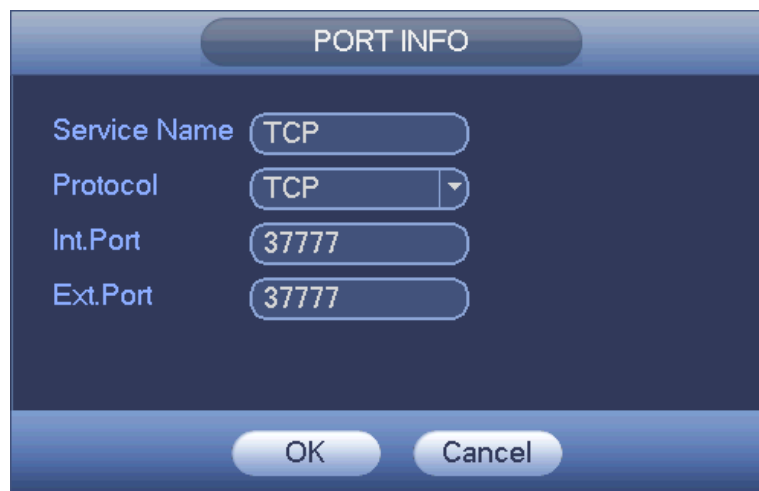 PORT INFO
Service Name TCP
Protocol TCP
Int.Port 37777
Ext.Port 37777
OK Cancel